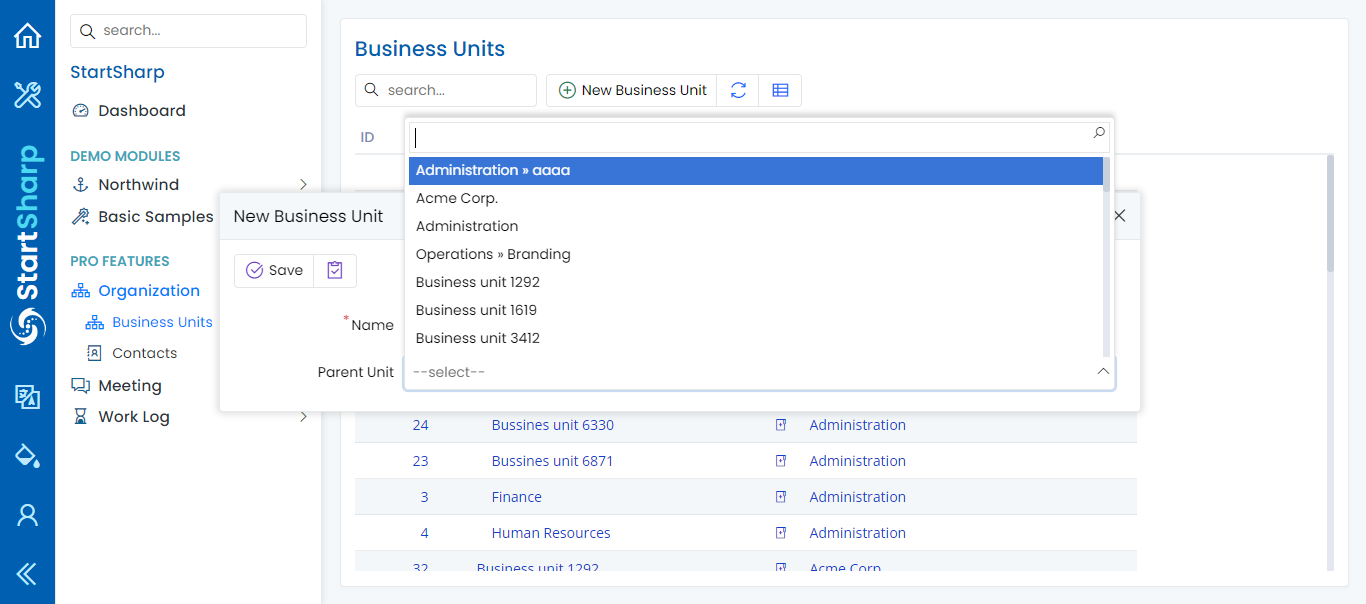 StartSharp
search...
StartSharp
Dashboard
DEMO MODULES
Northwind
Basic Samples
PRO FEATURES
Organization
Business Units
Contacts
Meeting
Work Log
Business Units
search...
New Business Unit
ID
New Business Unit
Save
*Name
Parent Unit
Administration » aaaa
Acme Corp.
Administration
Operations » Branding
Business unit 1292
Business unit 1619
Business unit 3412
--select--
24 Bussines unit 6330 Administration
23 Bussines unit 6871 Administration
3 Finance Administration
4 Human Resources Administration
32 Business unit 1292 Acme Corp.